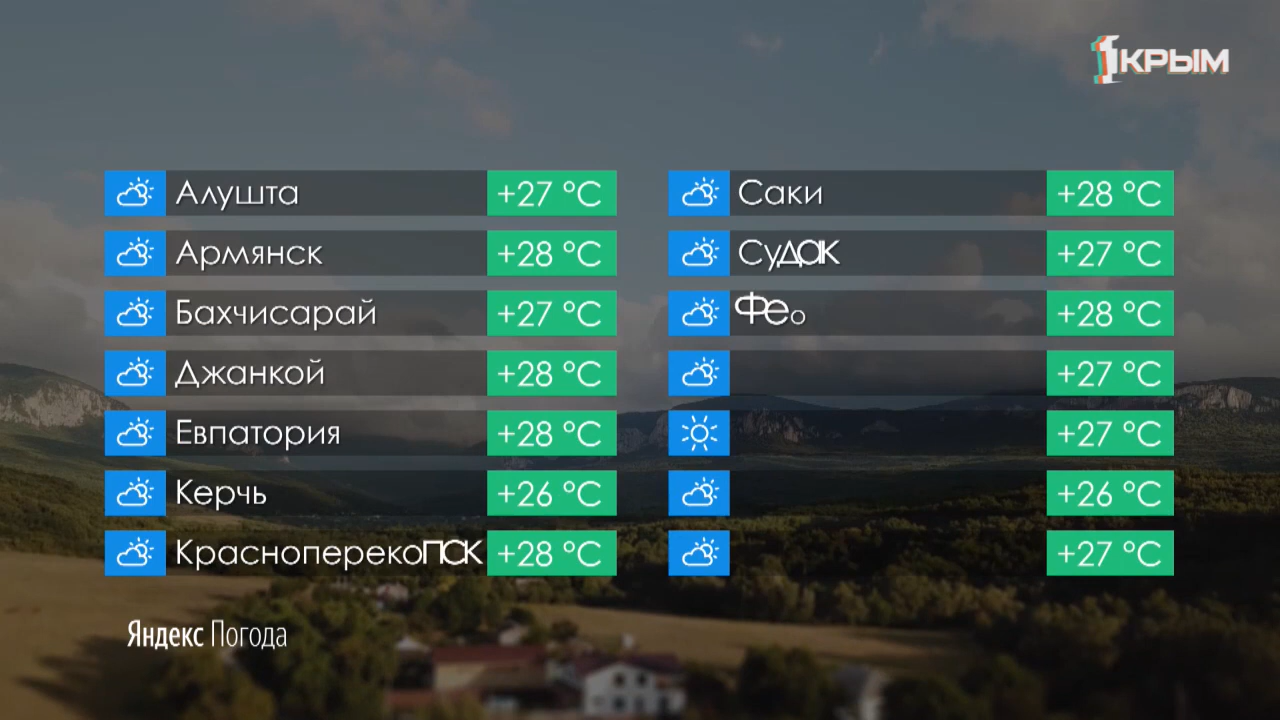 1КРЫМ
Алушта +27 °C
Армянск +28 °C
Бахчисарай +27 °C
Джанкой +28 °C
Евпатория +28 °C
Керчь +26 °C
Красноперекопск +28 °C
Саки +28 °C
Судак +27 °C
Фео +28 °C
+27 °C
+27 °C
+26 °C
+27 °C
Яндекс Погода